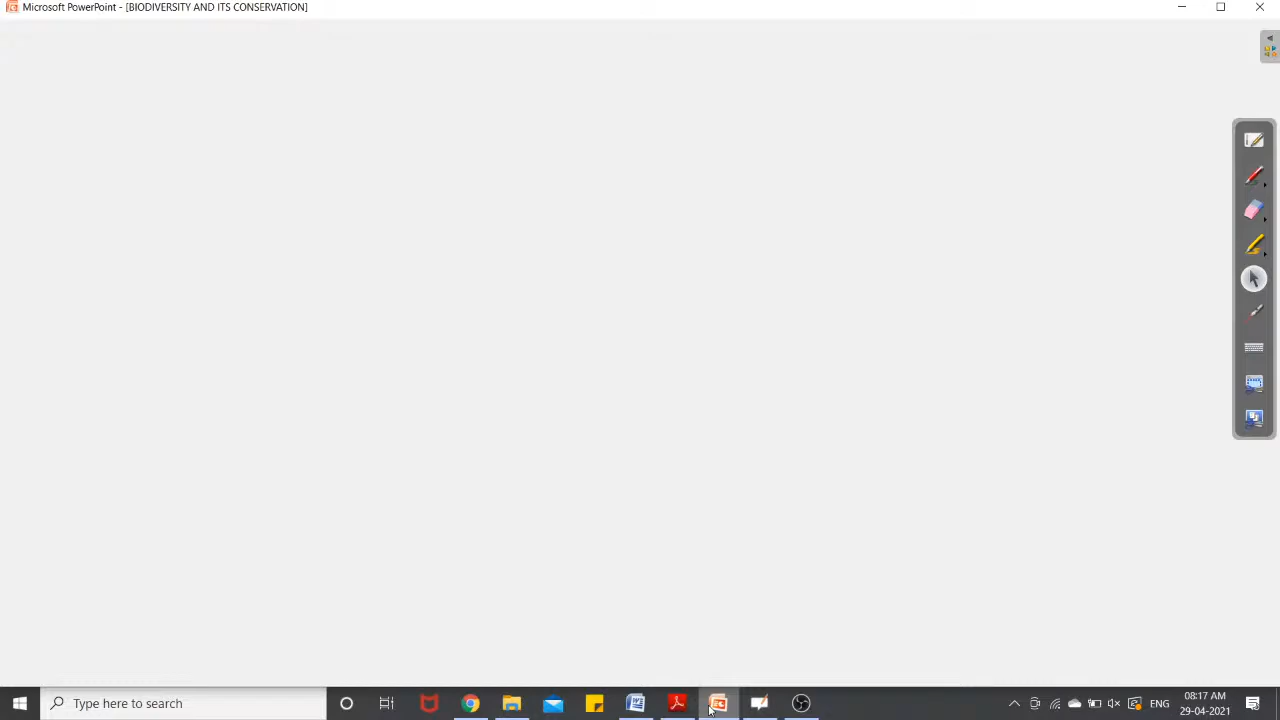 Microsoft PowerPoint - [BIODIVERSITY AND ITS CONSERVATION]
Type here to search
ENG
08:17 AM
29-04-2021